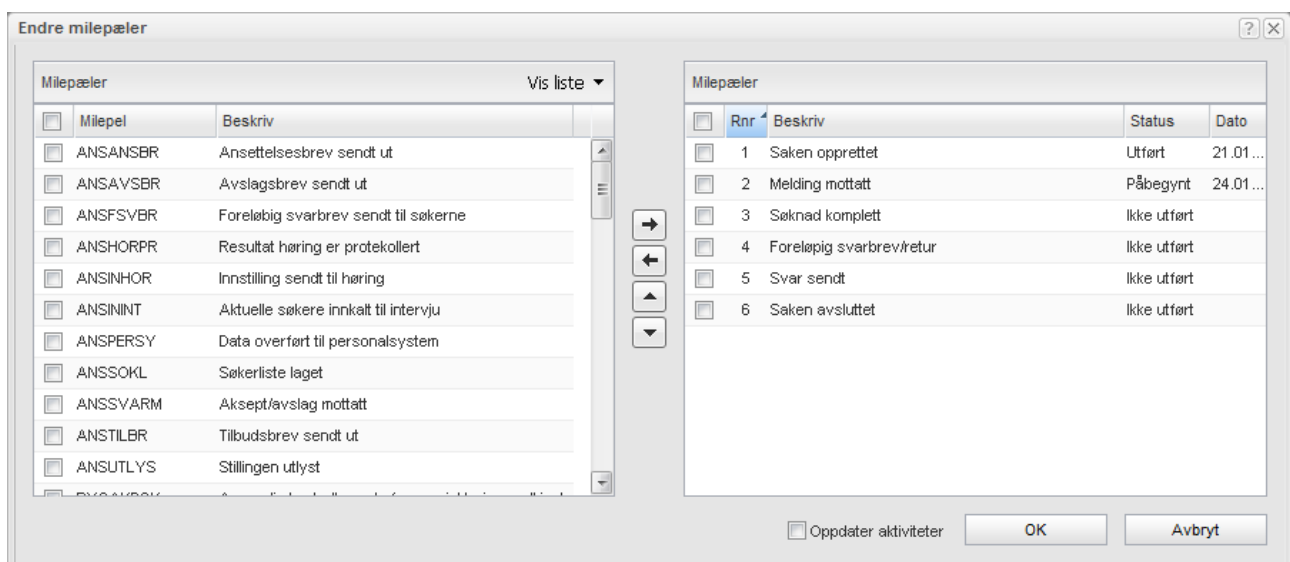 Endre milepæler
Milepæler Vis liste
Milepel Beskriv
ANSANSBR Ansettelsesbrev sendt ut
ANSAVSBR Avslagsbrev sendt ut
ANSFSVBR Foreløbig svarbrev sendt til søkerne
ANSHORPR Resultat høring er protekollert
ANSINHOR Innstilling sendt til høring
ANSININT Aktuelle søkere innkalt til intervju
ANSPERSY Data overført til personalsystem
ANSSOKL Søkerliste laget
ANSSVARM Aksept/avslag mottatt
ANSTILBR Tilbudsbrev sendt ut
ANSUTLYS Stillingen utlyst
Milepæler
Rnr Beskriv Status Dato
1 Saken opprettet Utført 21.01...
2 Melding mottatt Påbegynt 24.01...
3 Søknad komplett Ikke utført
4 Foreløpig svarbrev/retur Ikke utført
5 Svar sendt Ikke utført
6 Saken avsluttet Ikke utført
Oppdater aktiviteter OK Avbryt